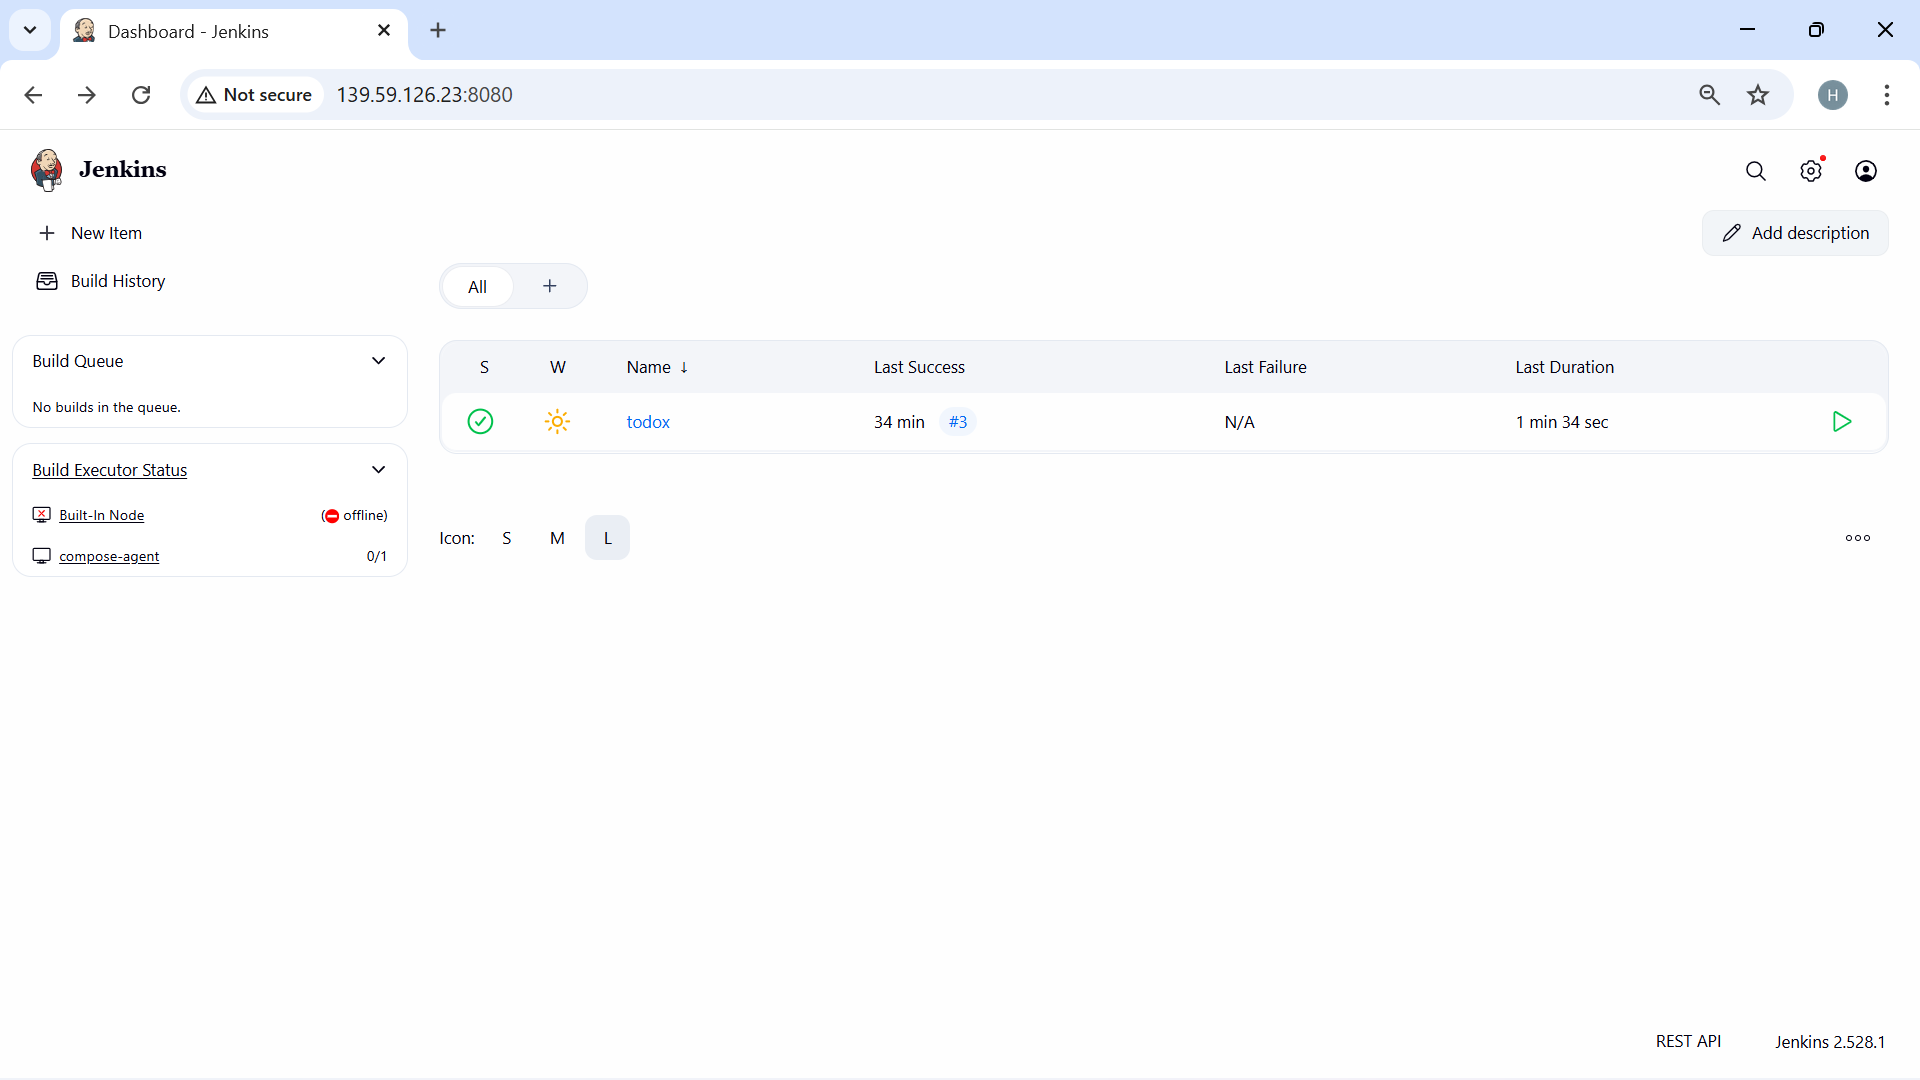 Dashboard - Jenkins
Not secure
139.59.126.23:8080
H
Jenkins
New Item
Add description
Build History
All
Build Queue
No builds in the queue.
S W Name ↓ Last Success Last Failure Last Duration
todox 34 min #3 N/A 1 min 34 sec
Build Executor Status
Built-In Node (offline)
compose-agent 0/1
Icon: S M L
REST API Jenkins 2.528.1